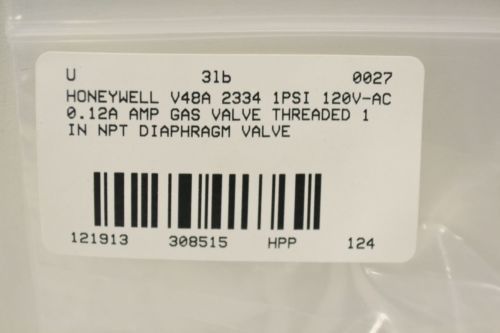 U 31b 0027
HONEYWELL V48A 2334 1PSI 120V-AC
0.12A AMP GAS VALVE THREADED 1
IN NPT DIAPHRAGM VALVE
121913 308515 HPP 124